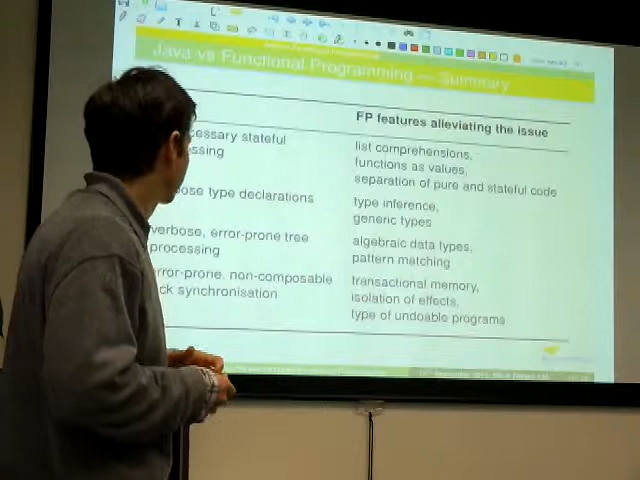 Java vs Functional Programming — Summary
FP features alleviating the issue
cessary stateful
ssing
list comprehensions,
functions as values,
separation of pure and stateful code
ose type declarations
type inference,
generic types
verbose, error-prone tree
processing
algebraic data types,
pattern matching
error-prone, non-composable
ck synchronisation
transactional memory,
isolation of effects,
type of undoable programs